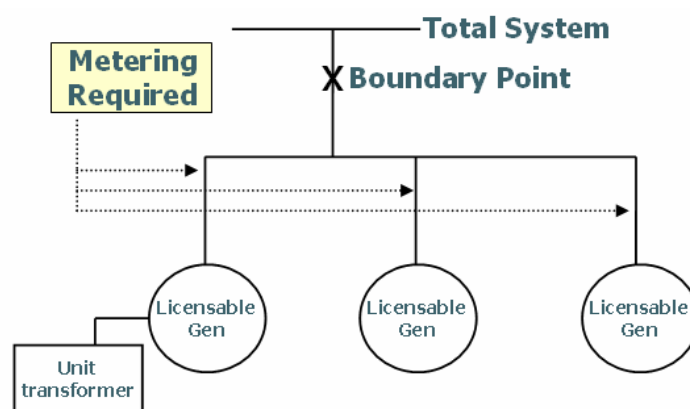 Total System
Metering
Required
X Boundary Point
Licensable
Gen
Licensable
Gen
Licensable
Gen
Unit
transformer